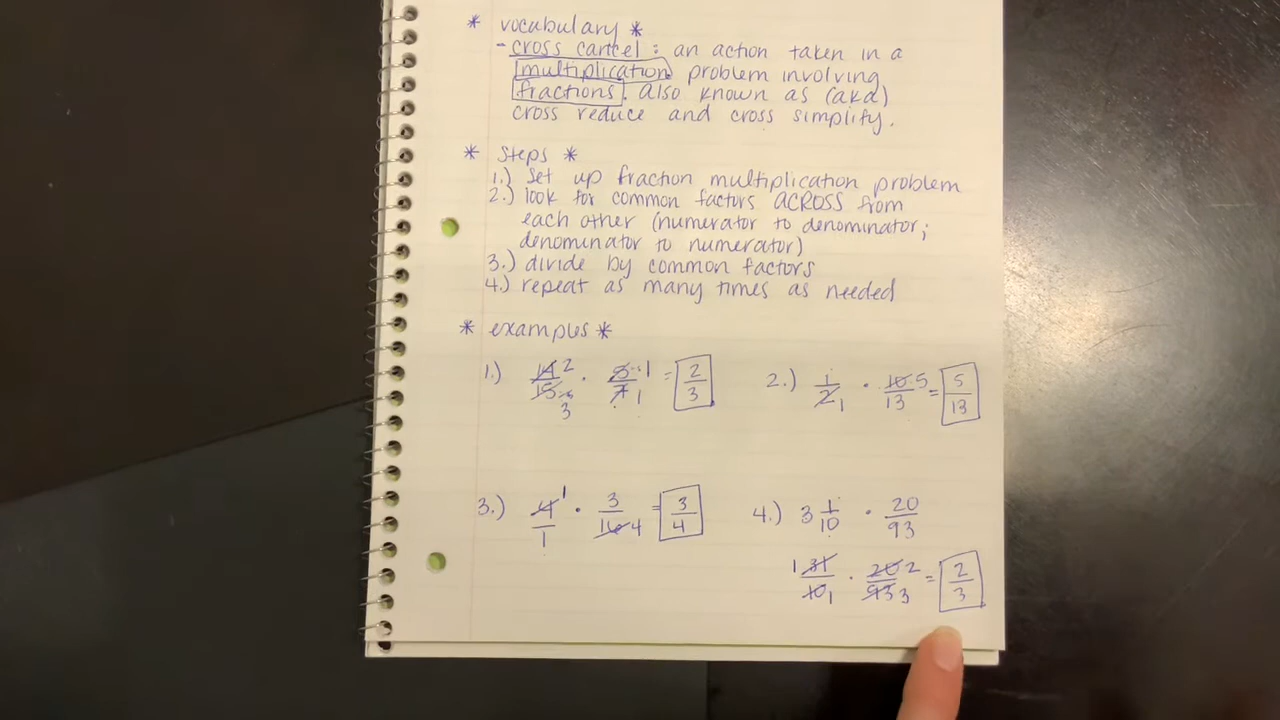 * vocabulary *
- cross cancel : an action taken in a
multiplication problem involving
fractions. Also known as (aka)
cross reduce and cross simplify.
* Steps *
1.) Set up fraction multiplication problem
2.) look for common factors ACROSS from
each other (numerator to denominator;
denominator to numerator)
3.) divide by common factors
4.) repeat as many times as needed
* examples *
1.) 14/15 2 3 · 5/7 1 1 = 2/3
2.) 1/2 1 · 10/13 5 = 5/13
3.) 4/1 1 · 3/16 4 = 3/4
4.) 3 1/10 · 20/93
1 31/10 1 · 20/93 2 3 = 2/3